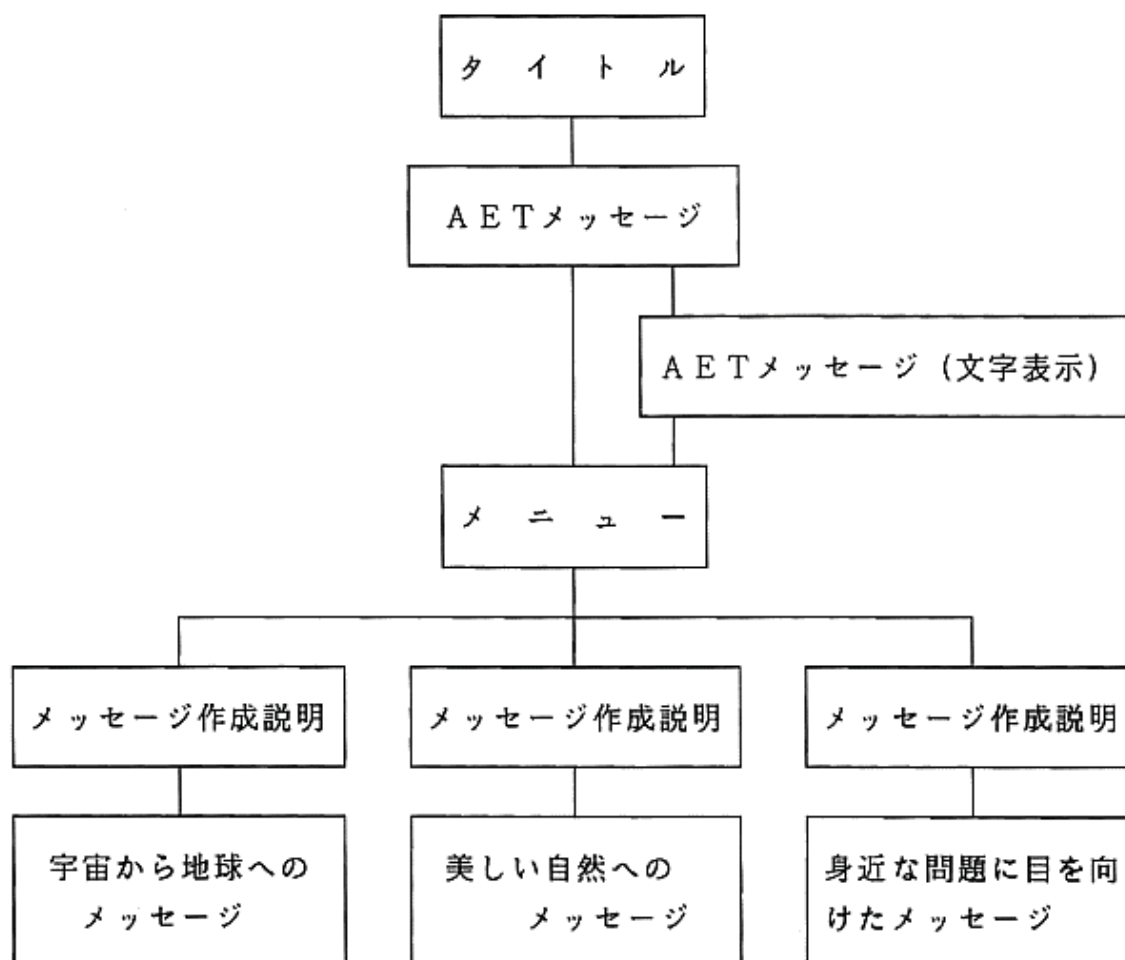 タイトル
AETメッセージ
AETメッセージ(文字表示)
メニュー
メッセージ作成説明
メッセージ作成説明
メッセージ作成説明
宇宙から地球への
メッセージ
美しい自然への
メッセージ
身近な問題に目を向
けたメッセージ